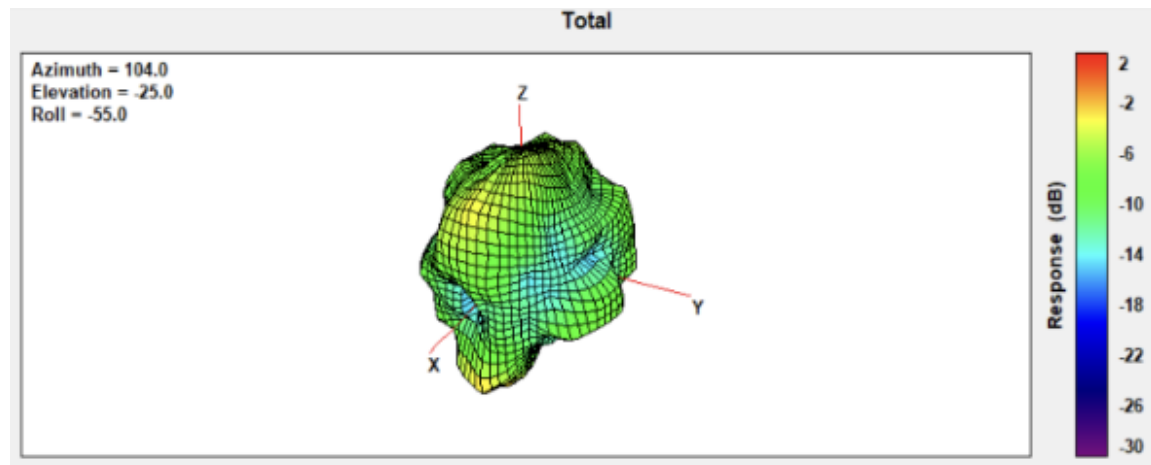 Total
Azimuth = 104.0
Elevation = -25.0
Roll = -55.0
Z
Y
X
Response (dB)
2
-2
-6
-10
-14
-18
-22
-26
-30